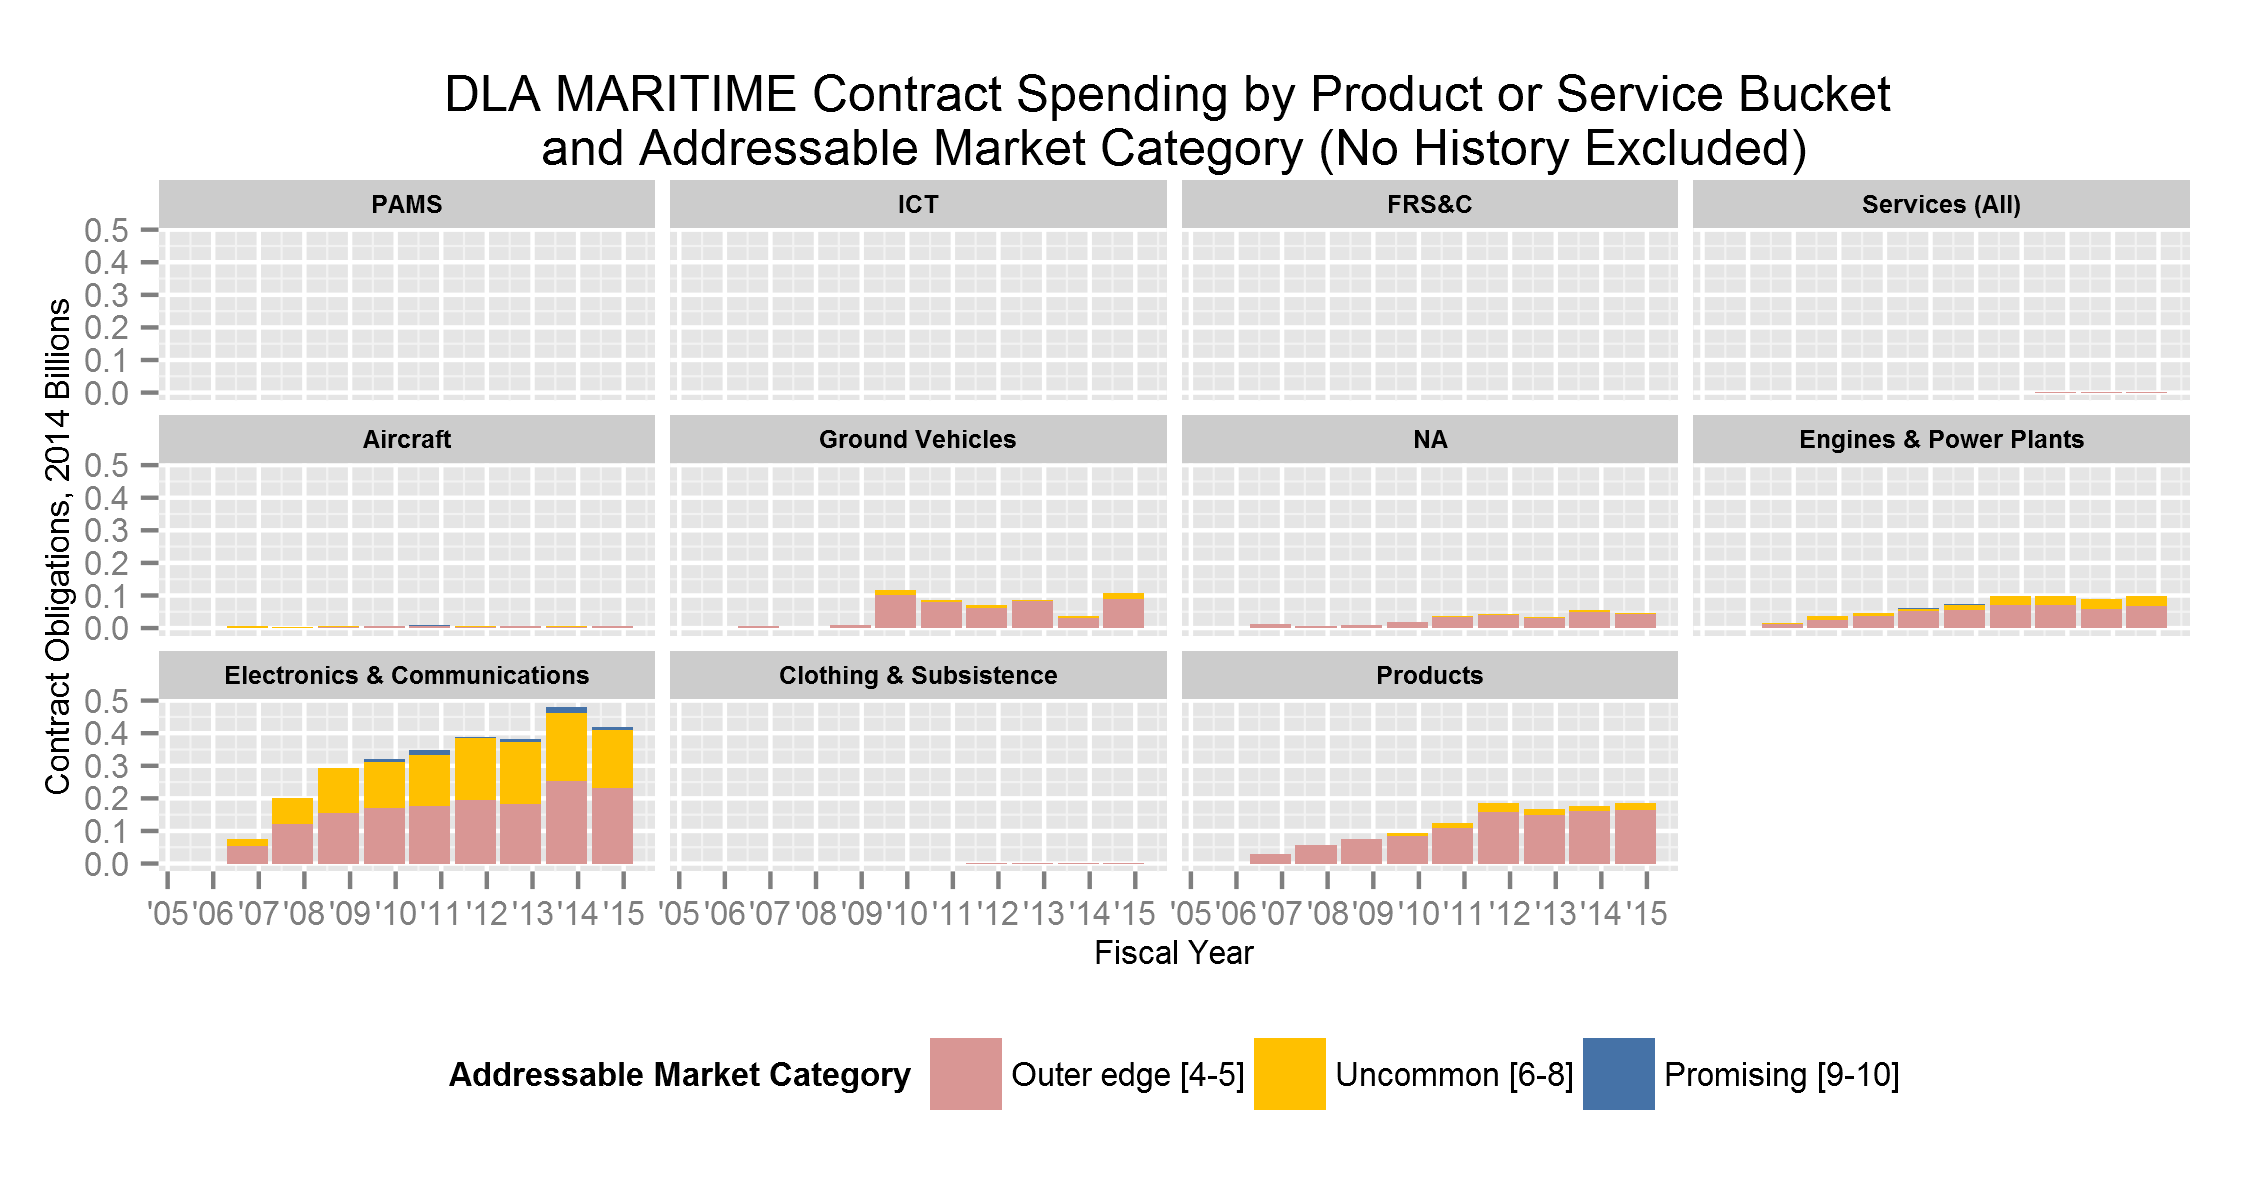 DLA MARITIME Contract Spending by Product or Service Bucket
and Addressable Market Category (No History Excluded)
PAMS ICT FRS&C Services (All)
0.5
0.4
0.3
0.2
0.1
0.0
Aircraft Ground Vehicles NA Engines & Power Plants
0.5
0.4
0.3
0.2
0.1
0.0
Electronics & Communications Clothing & Subsistence Products
0.5
0.4
0.3
0.2
0.1
0.0
Contract Obligations, 2014 Billions
'05 '06 '07 '08 '09 '10 '11 '12 '13 '14 '15 '05 '06 '07 '08 '09 '10 '11 '12 '13 '14 '15 '05 '06 '07 '08 '09 '10 '11 '12 '13 '14 '15
Fiscal Year
Addressable Market Category Outer edge [4-5] Uncommon [6-8] Promising [9-10]